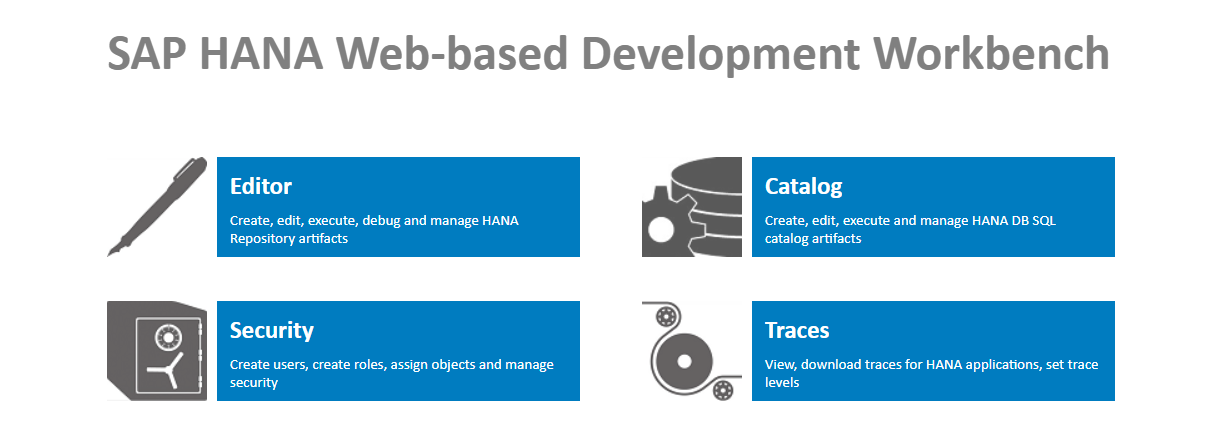 SAP HANA Web-based Development Workbench
Editor
Create, edit, execute, debug and manage HANA
Repository artifacts
Catalog
Create, edit, execute and manage HANA DB SQL
catalog artifacts
Security
Create users, create roles, assign objects and manage
security
Traces
View, download traces for HANA applications, set trace
levels